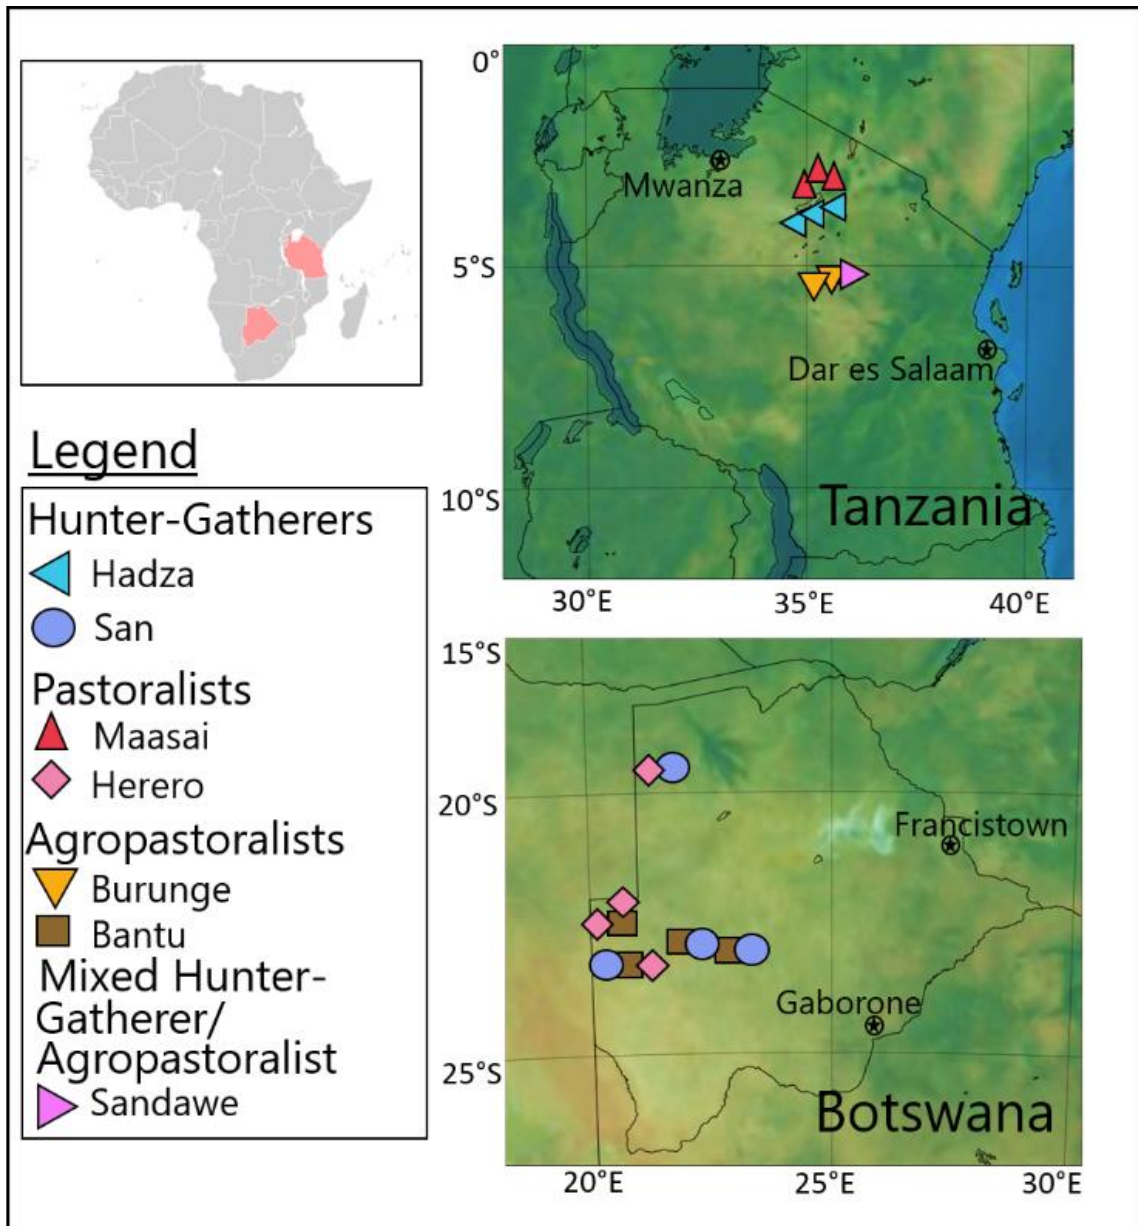 0°
Mwanza
5°S
Dar es Salaam
10°S
Tanzania
30°E 35°E 40°E
Legend
Hunter-Gatherers
Hadza
San
Pastoralists
Maasai
Herero
Agropastoralists
Burunge
Bantu
Mixed Hunter-
Gatherer/
Agropastoralist
Sandawe
15°S
20°S
Francistown
Gaborone
25°S
Botswana
20°E 25°E 30°E